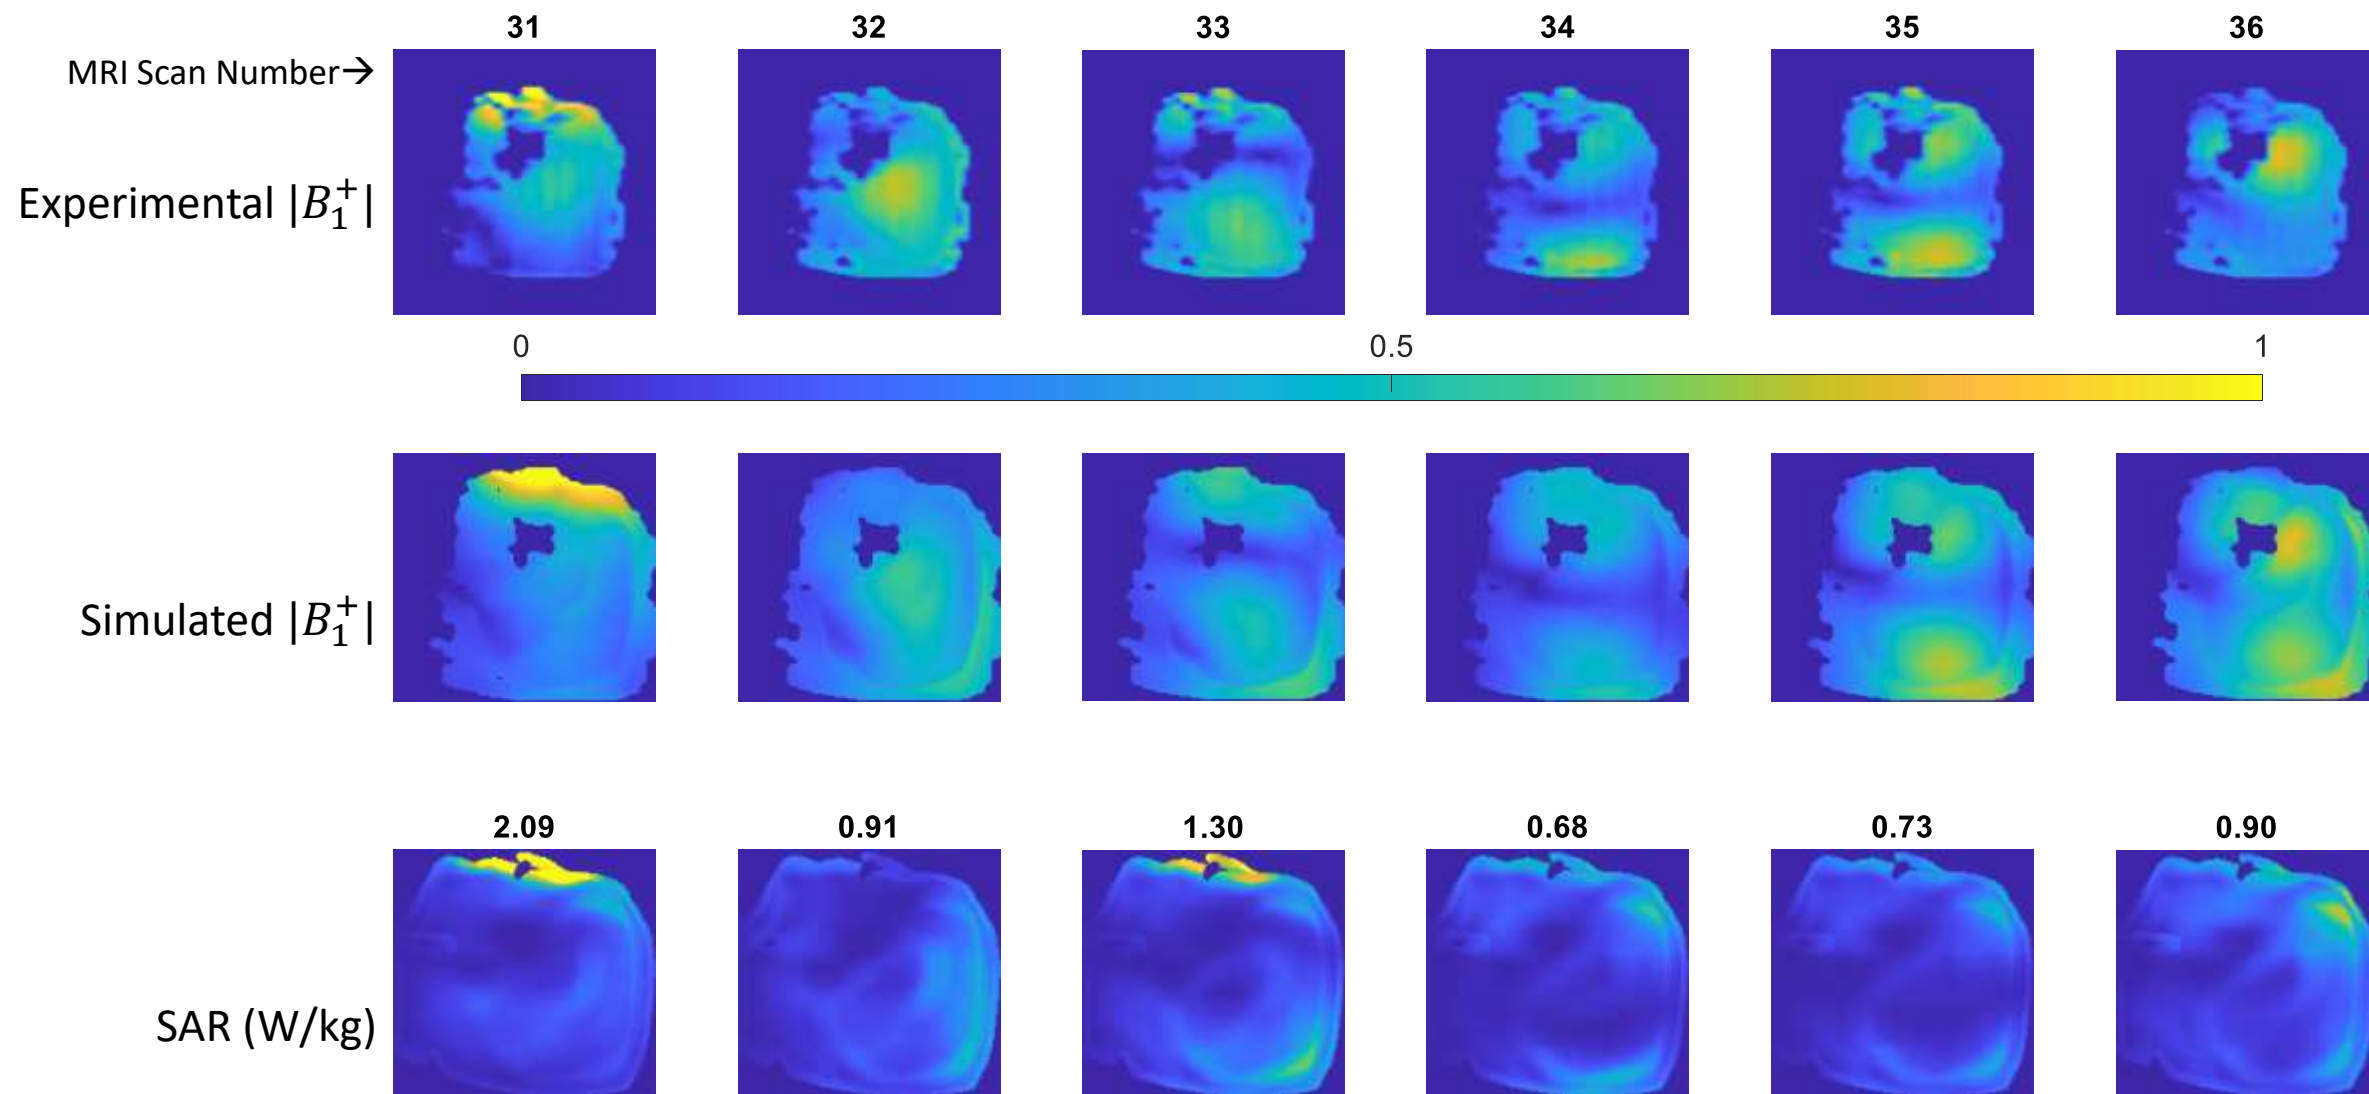 31 32 33 34 35 36
MRI Scan Number→
Experimental |B₁⁺|
0 0.5 1
Simulated |B₁⁺|
2.09 0.91 1.30 0.68 0.73 0.90
SAR (W/kg)